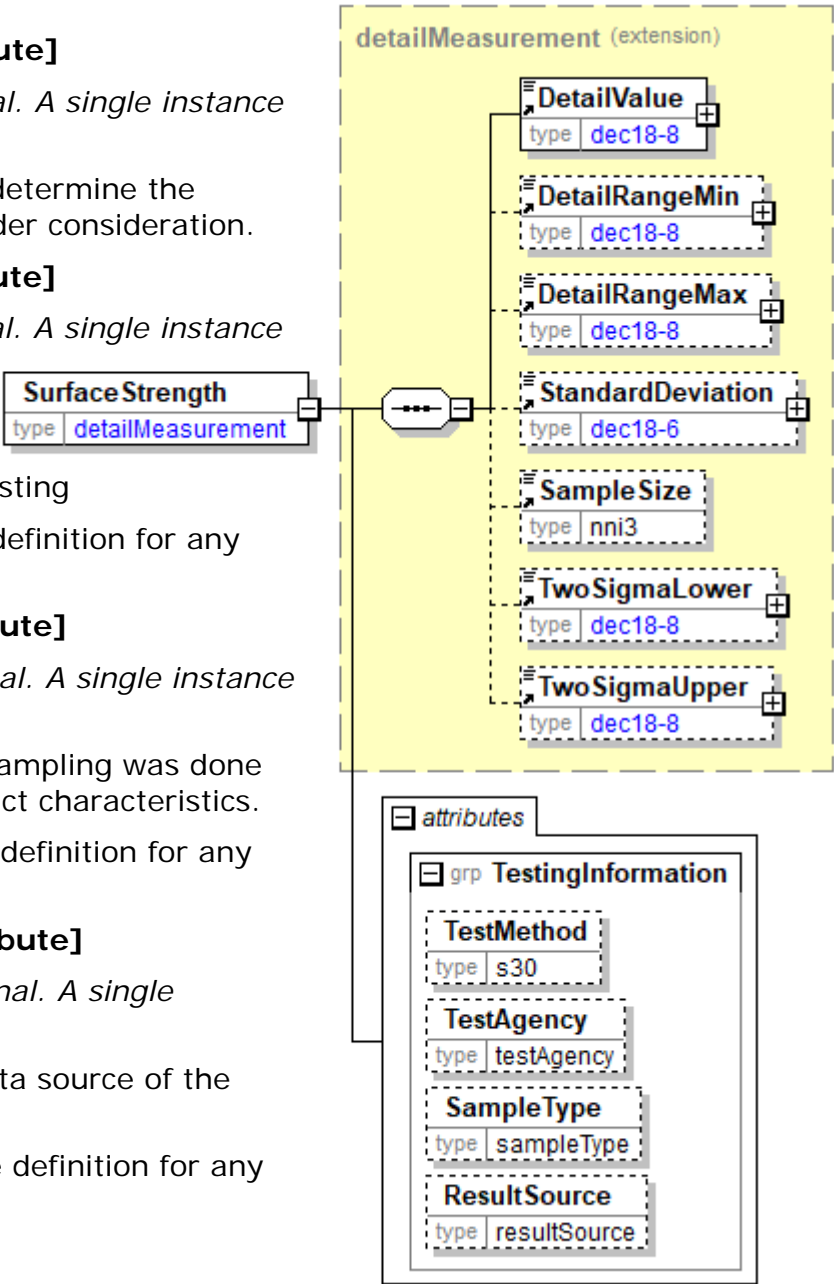 ute]
al. A single instance
determine the
der consideration.
ute]
al. A single instance
SurfaceStrength
type detailMeasurement
sting
definition for any
ute]
al. A single instance
ampling was done
ct characteristics.
definition for any
bute]
nal. A single
ta source of the
e definition for any
detailMeasurement (extension)
DetailValue
type dec18-8
DetailRangeMin
type dec18-8
DetailRangeMax
type dec18-8
StandardDeviation
type dec18-6
SampleSize
type nni3
TwoSigmaLower
type dec18-8
TwoSigmaUpper
type dec18-8
attributes
grp TestingInformation
TestMethod
type s30
TestAgency
type testAgency
SampleType
type sampleType
ResultSource
type resultSource